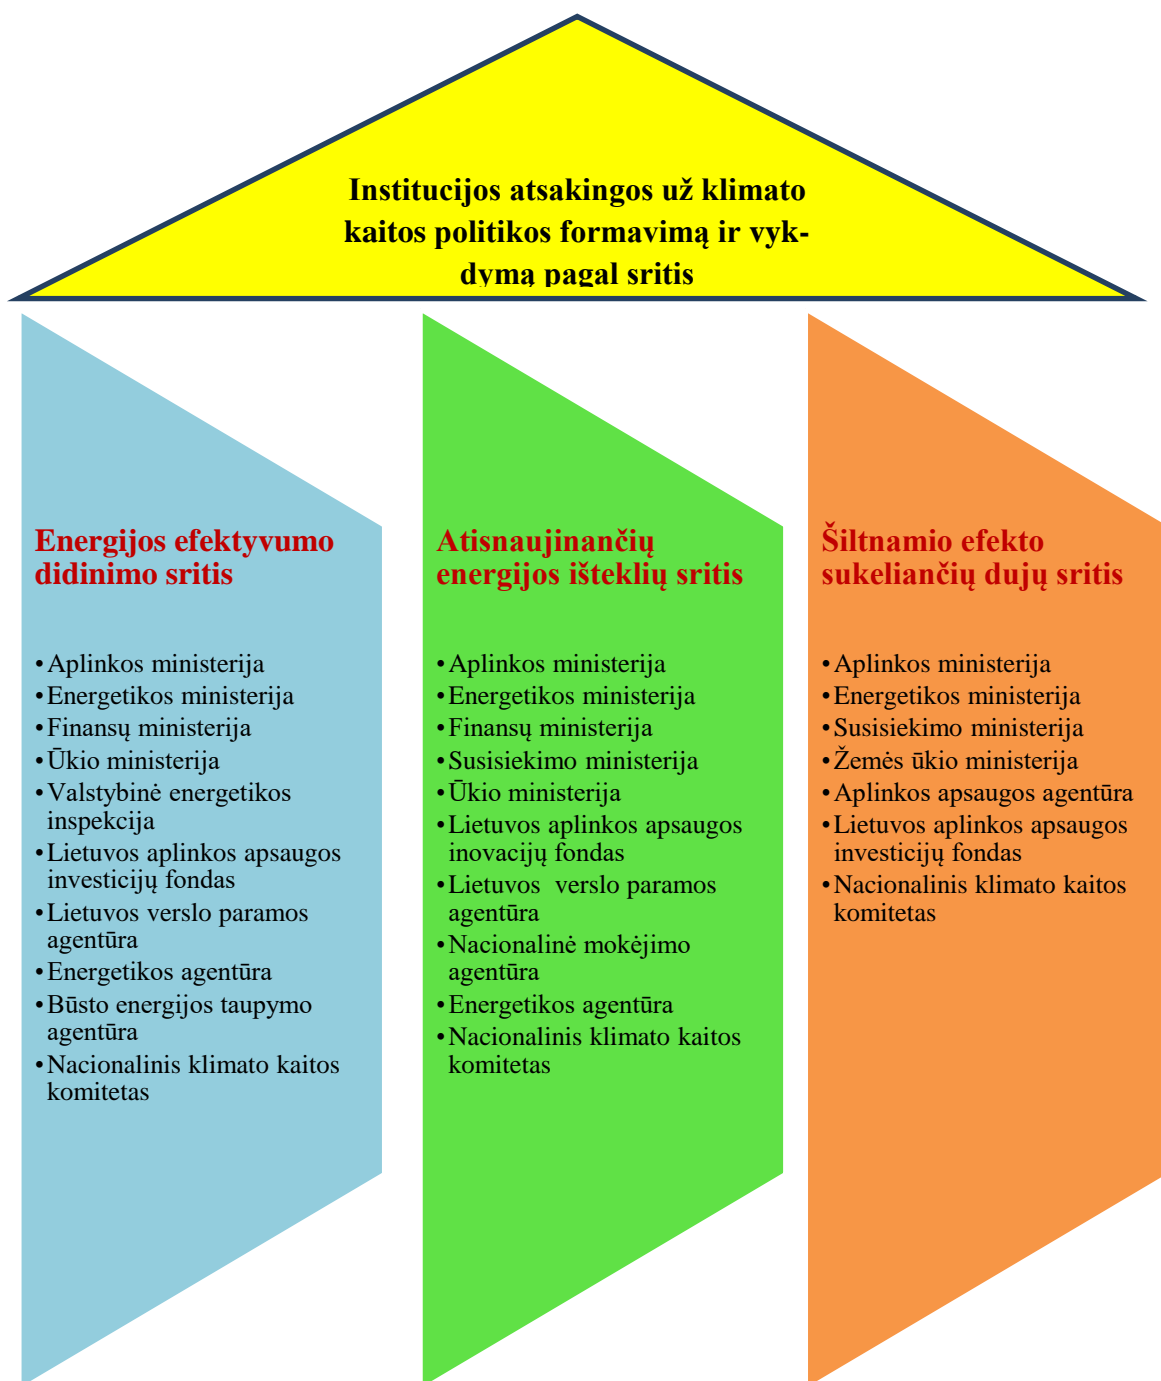 Institucijos atsakingos už klimato
kaitos politikos formavimą ir vyk-
dymą pagal sritis
Energijos efektyvumo
didinimo sritis
•Aplinkos ministerija
•Energetikos ministerija
•Finansų ministerija
•Ūkio ministerija
•Valstybinė energetikos
inspekcija
•Lietuvos aplinkos apsaugos
investicijų fondas
•Lietuvos verslo paramos
agentūra
•Energetikos agentūra
•Būsto energijos taupymo
agentūra
•Nacionalinis klimato kaitos
komitetas
Atisnaujinančių
energijos išteklių sritis
•Aplinkos ministerija
•Energetikos ministerija
•Finansų ministerija
•Susisiekimo ministerija
•Ūkio ministerija
•Lietuvos aplinkos apsaugos
inovacijų fondas
•Lietuvos  verslo paramos
agentūra
•Nacionalinė mokėjimo
agentūra
•Energetikos agentūra
•Nacionalinis klimato kaitos
komitetas
Šiltnamio efekto
sukeliančių dujų sritis
•Aplinkos ministerija
•Energetikos ministerija
•Susisiekimo ministerija
•Žemės ūkio ministerija
•Aplinkos apsaugos agentūra
•Lietuvos aplinkos apsaugos
investicijų fondas
•Nacionalinis klimato kaitos
komitetas